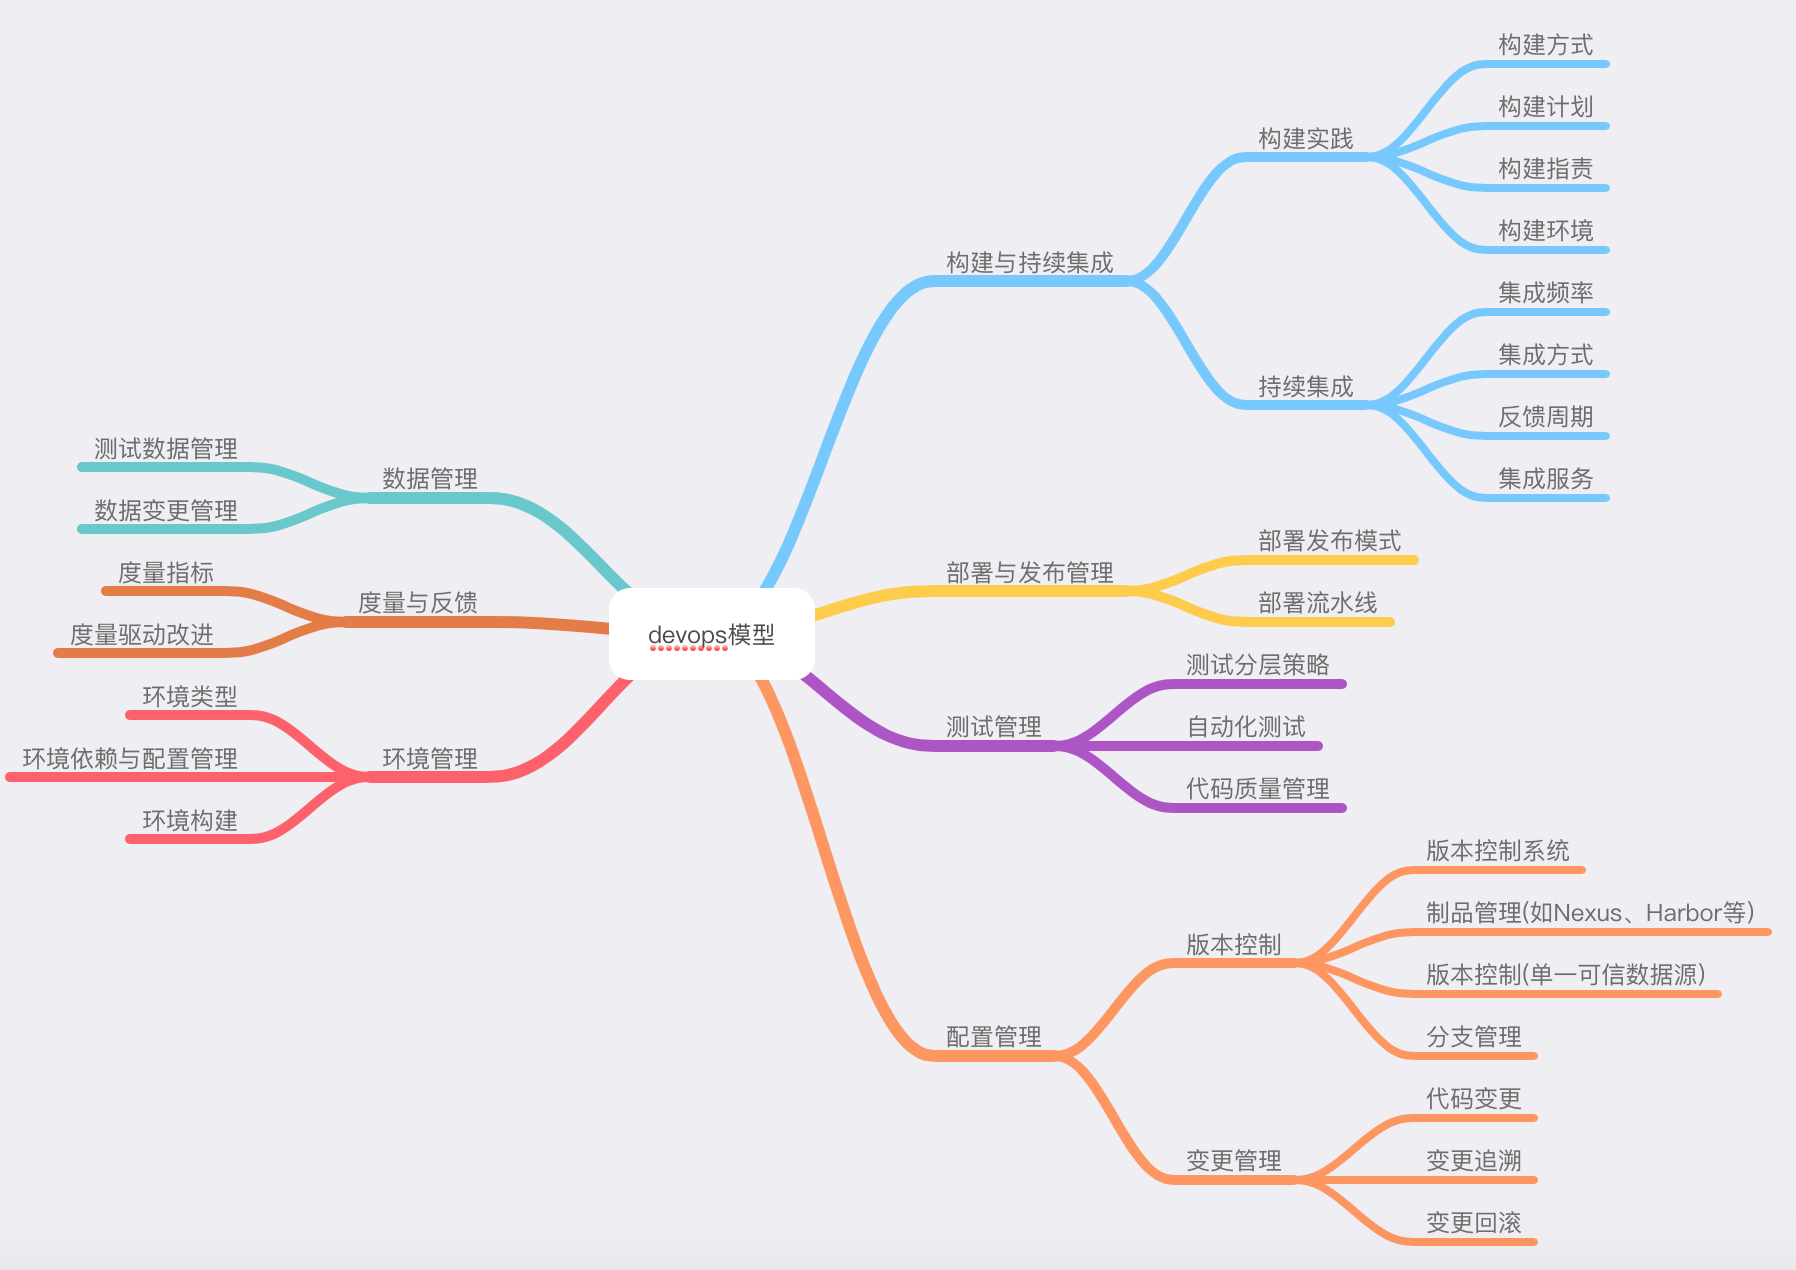 devops模型
构建与持续集成
构建实践
构建方式
构建计划
构建指责
构建环境
持续集成
集成频率
集成方式
反馈周期
集成服务
部署与发布管理
部署发布模式
部署流水线
测试管理
测试分层策略
自动化测试
代码质量管理
配置管理
版本控制
版本控制系统
制品管理(如Nexus、Harbor等)
版本控制(单一可信数据源)
分支管理
变更管理
代码变更
变更追溯
变更回滚
数据管理
测试数据管理
数据变更管理
度量与反馈
度量指标
度量驱动改进
环境管理
环境类型
环境依赖与配置管理
环境构建